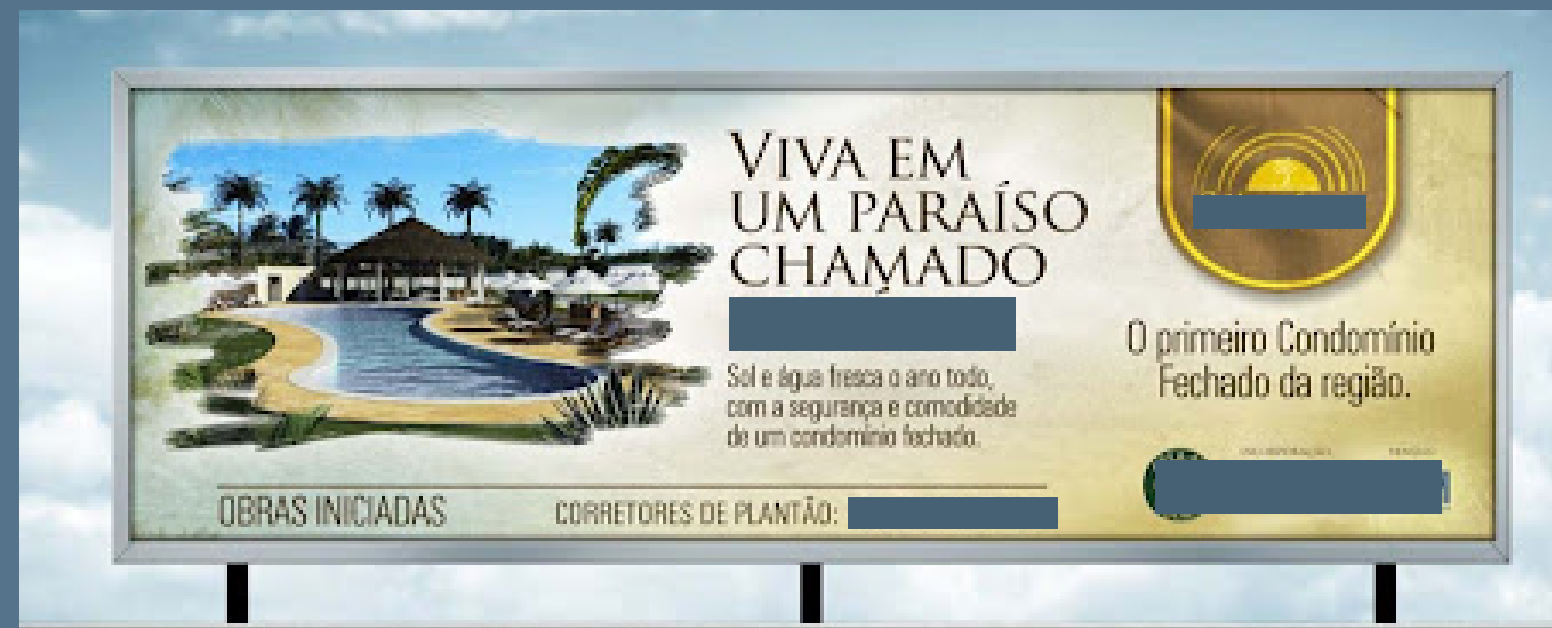 VIVA EM
UM PARAÍSO
CHAMADO
Sol e água fresca o ano todo,
com a segurança e comodidade
de um condomínio fechado.
OBRAS INICIADAS
CORRETORES DE PLANTÃO:
O primeiro Condomínio
Fechado da região.
INCORPORAÇÃO